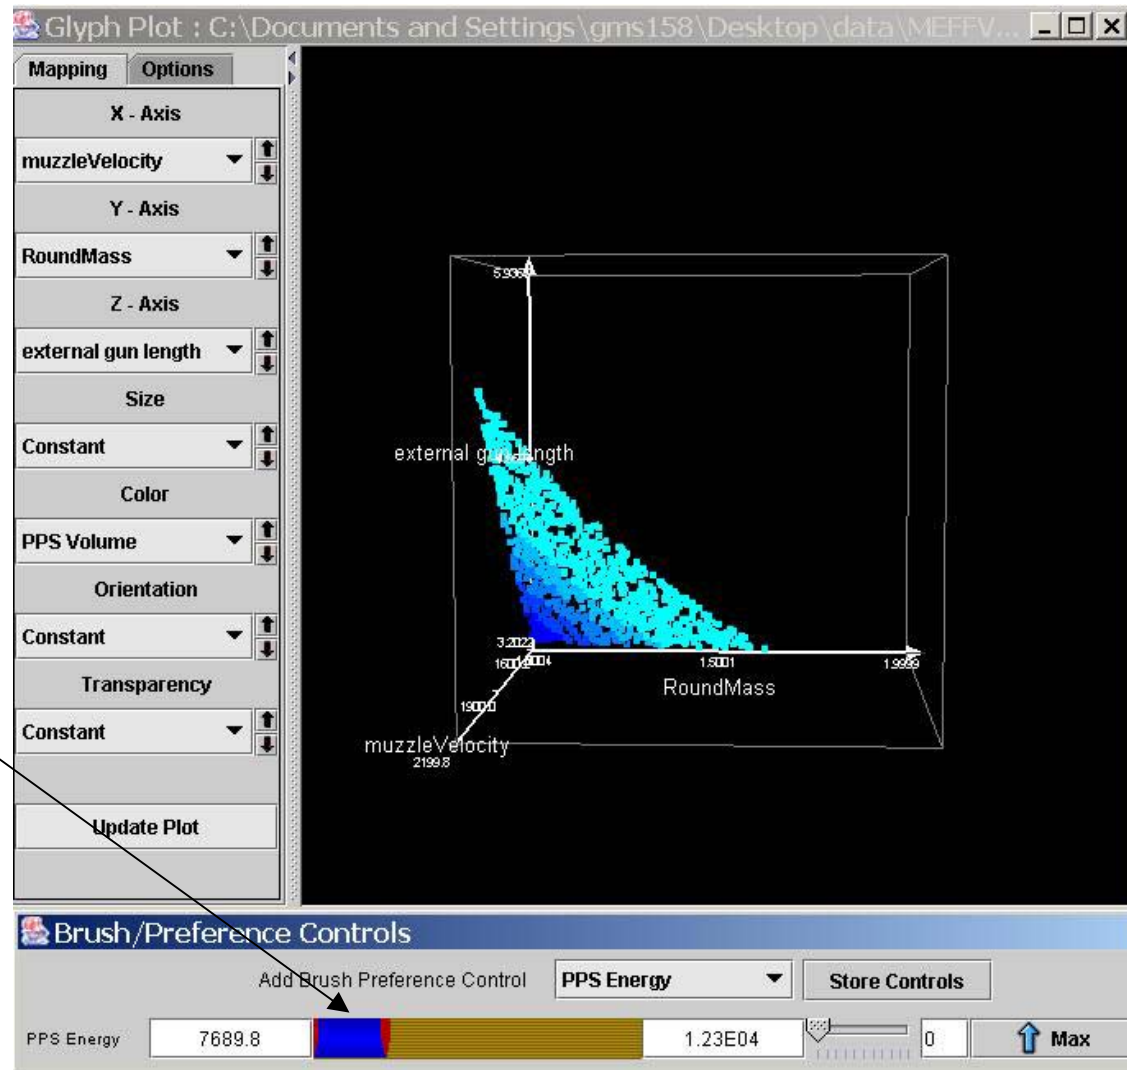 Glyph Plot : C:\Documents and Settings\gms158\Desktop\data\MEFFV...
Mapping Options
X - Axis
muzzleVelocity
Y - Axis
RoundMass
Z - Axis
external gun length
Size
Constant
Color
PPS Volume
Orientation
Constant
Transparency
Constant
Update Plot
external gun length
3.2022
1.5001
RoundMass
1900.0
muzzleVelocity
2199.8
Brush/Preference Controls
Add Brush Preference Control PPS Energy Store Controls
PPS Energy 7689.8 1.23E04 0 Max